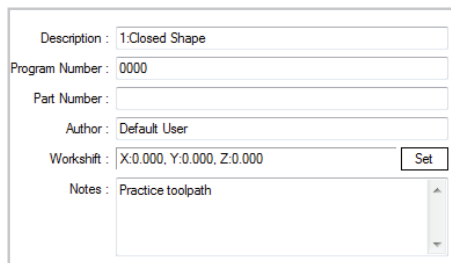 Description : 1:Closed Shape
Program Number : 0000
Part Number :
Author : Default User
Workshift : X:0.000, Y:0.000, Z:0.000 Set
Notes : Practice toolpath